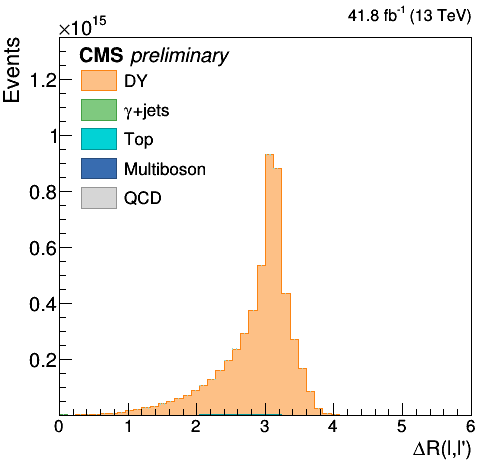 41.8 fb⁻¹ (13 TeV)
×10¹⁵
Events
CMS preliminary
DY
γ+jets
Top
Multiboson
QCD
1.2
1
0.8
0.6
0.4
0.2
0 1 2 3 4 5 6
ΔR(l,l')